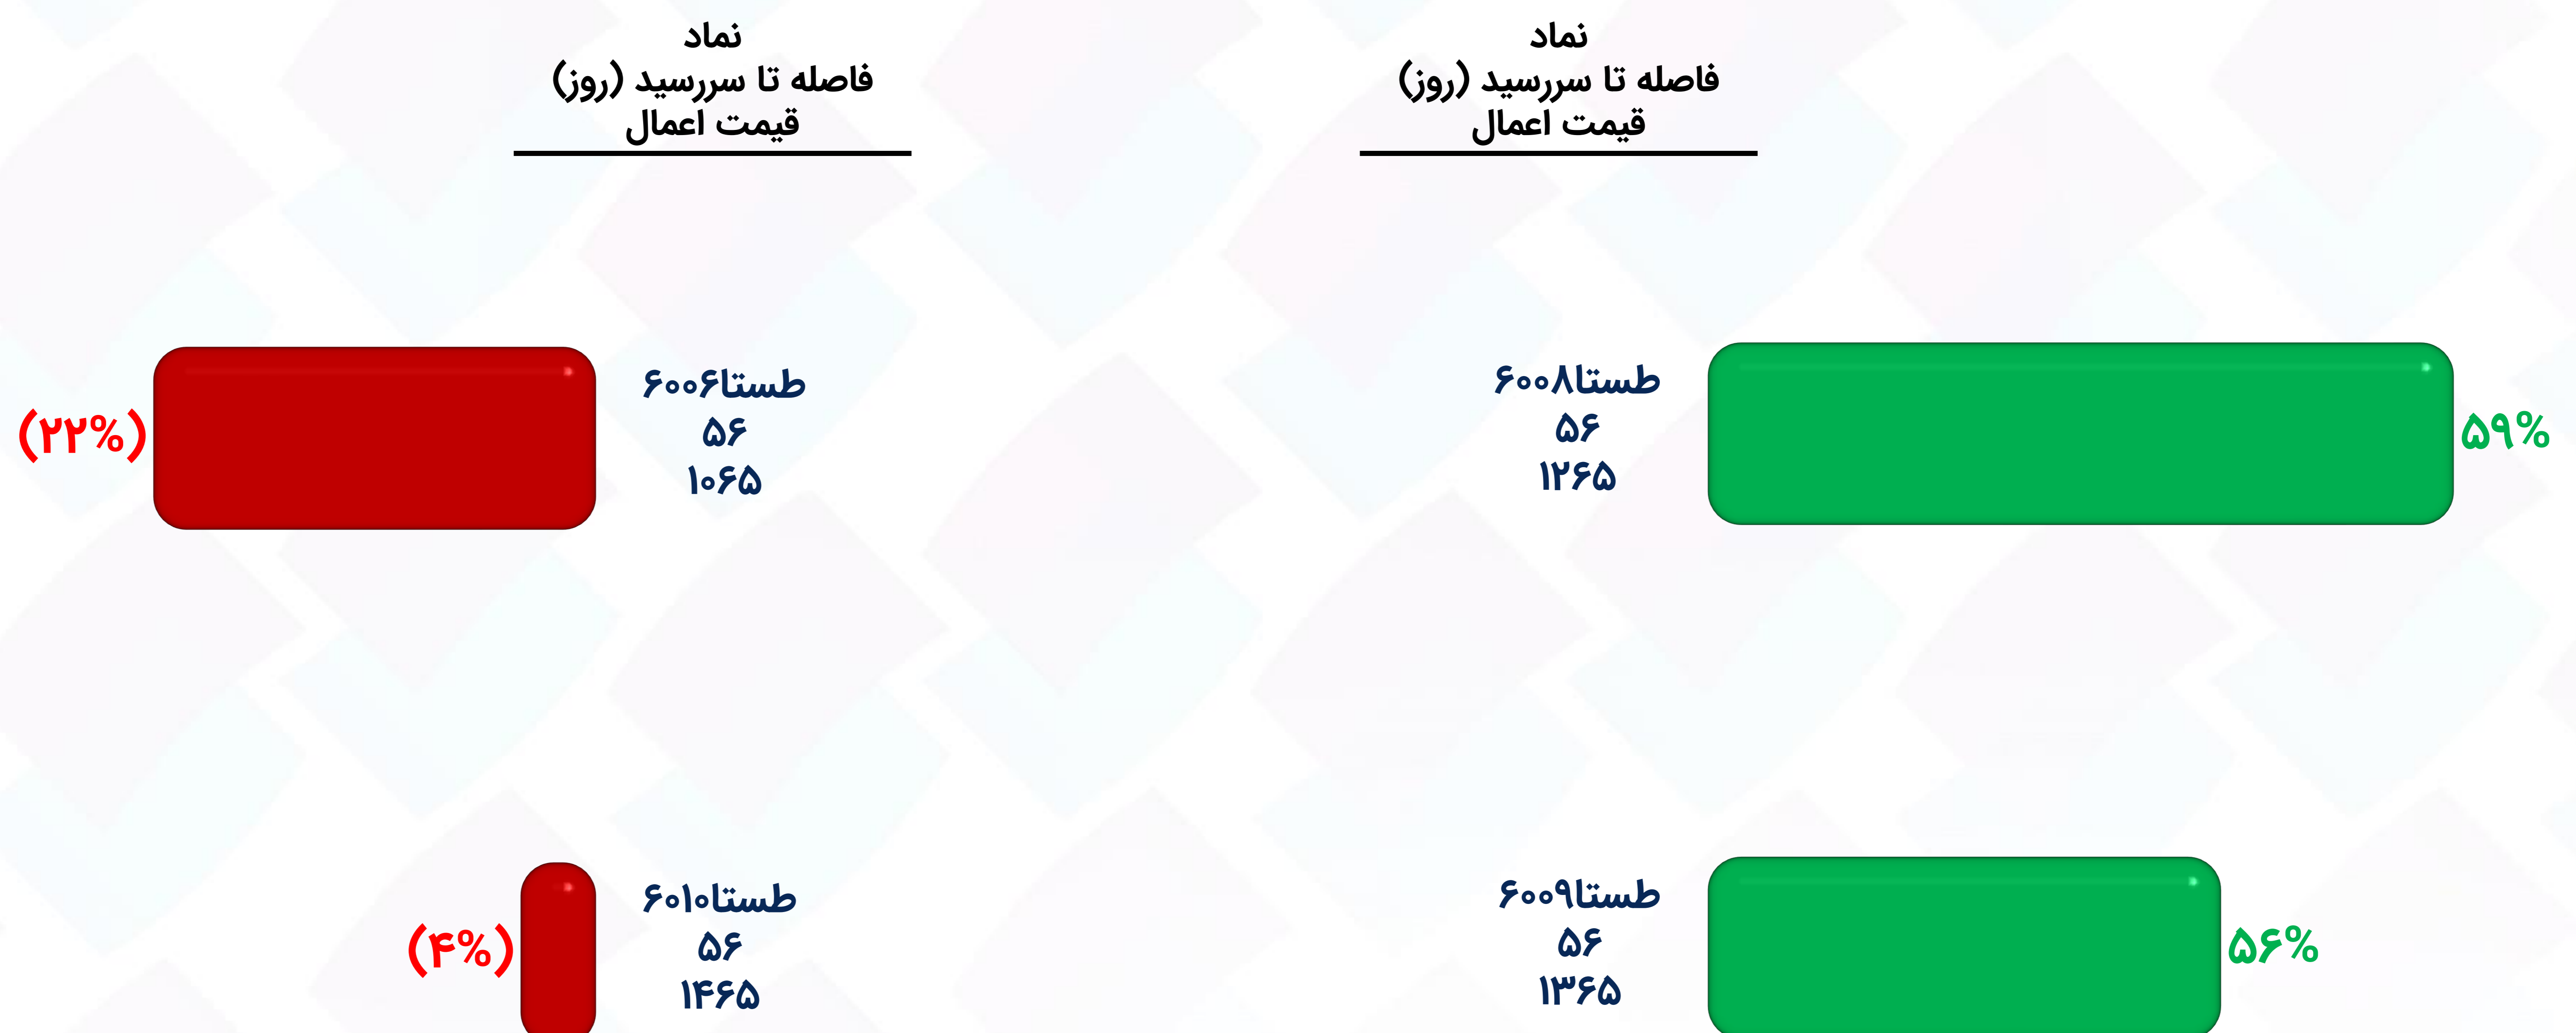 نماد
فاصله تا سررسید (روز)
قیمت اعمال
نماد
فاصله تا سررسید (روز)
قیمت اعمال
۵۹%
طستا۶۰۰۸
۵۶
۱۲۶۵
طستا۶۰۰۶
۵۶
۱۰۶۵
(۲۲%)
۵۶%
طستا۶۰۰۹
۵۶
۱۳۶۵
طستا۶۰۱۰
۵۶
۱۴۶۵
(۴%)